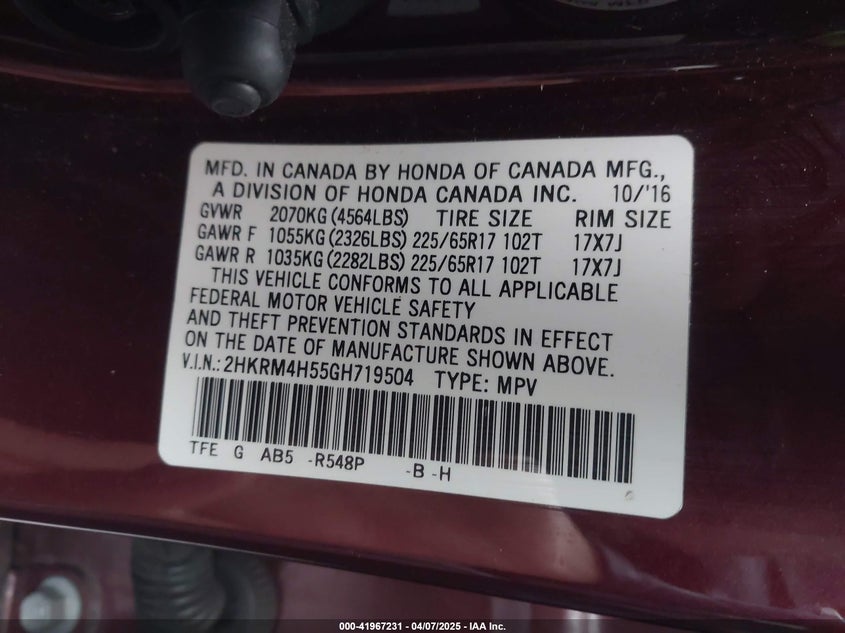 MFD. IN CANADA BY HONDA OF CANADA MFG.,
A DIVISION OF HONDA CANADA INC. 10/'16
GVWR 2070KG (4564LBS) TIRE SIZE RIM SIZE
GAWR F 1055KG (2326LBS) 225/65R17 102T 17X7J
GAWR R 1035KG (2282LBS) 225/65R17 102T 17X7J
THIS VEHICLE CONFORMS TO ALL APPLICABLE
FEDERAL MOTOR VEHICLE SAFETY
AND THEFT PREVENTION STANDARDS IN EFFECT
ON THE DATE OF MANUFACTURE SHOWN ABOVE.
V.I.N.: 2HKRM4H55GH719504 TYPE: MPV
TFE G AB5 -R548P -B -H
000-41967231 - 04/07/2025 - IAA Inc.